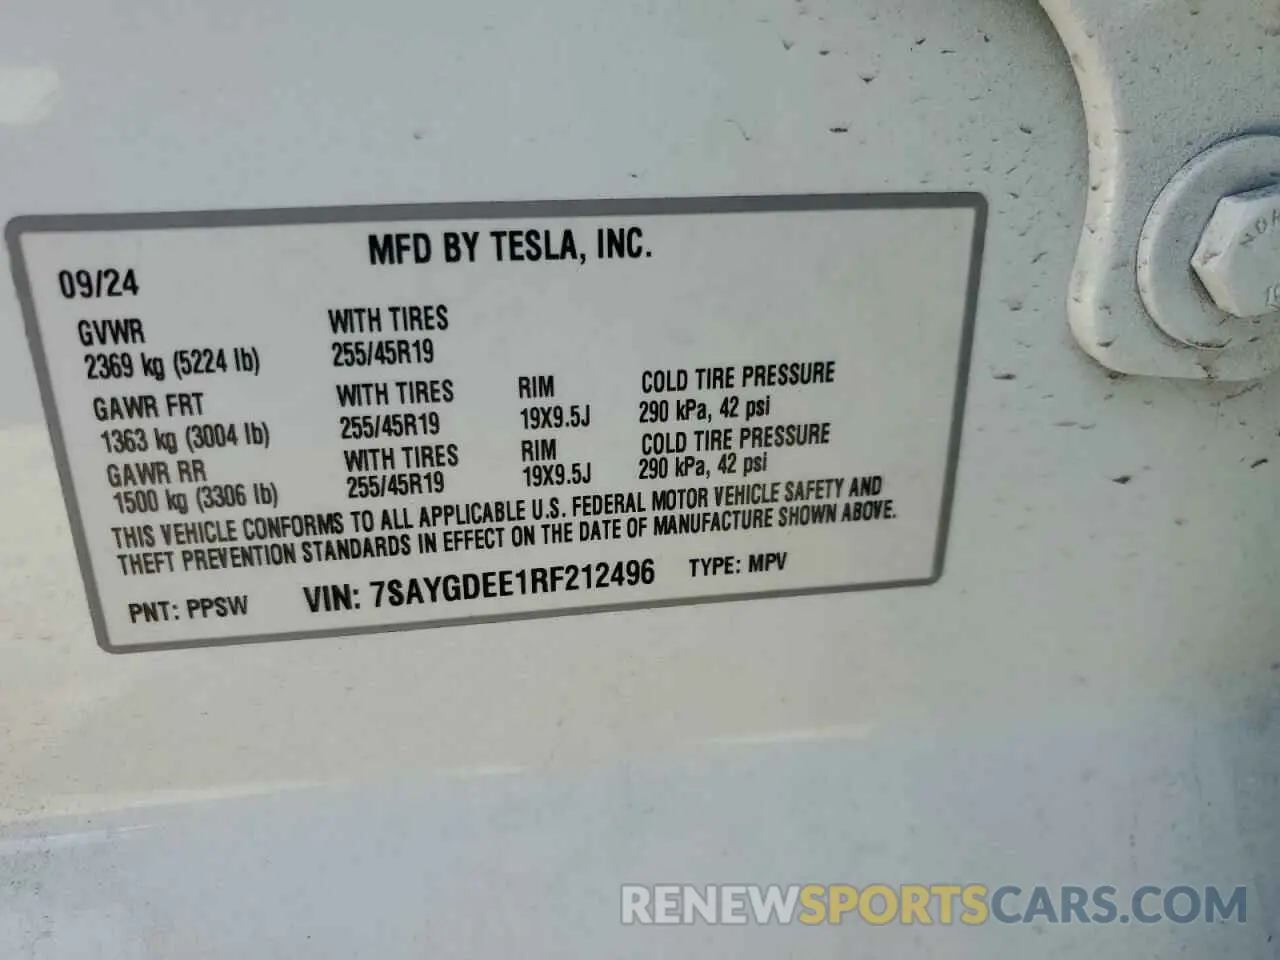 MFD BY TESLA, INC.
09/24
GVWR
2369 kg (5224 lb)
WITH TIRES
255/45R19
GAWR FRT
1363 kg (3004 lb)
WITH TIRES
255/45R19
RIM
19X9.5J
COLD TIRE PRESSURE
290 kPa, 42 psi
GAWR RR
1500 kg (3306 lb)
WITH TIRES
255/45R19
RIM
19X9.5J
COLD TIRE PRESSURE
290 kPa, 42 psi
THIS VEHICLE CONFORMS TO ALL APPLICABLE U.S. FEDERAL MOTOR VEHICLE SAFETY AND
THEFT PREVENTION STANDARDS IN EFFECT ON THE DATE OF MANUFACTURE SHOWN ABOVE.
PNT: PPSW VIN: 7SAYGDEE1RF212496 TYPE: MPV
RENEWSPORTSCARS.COM